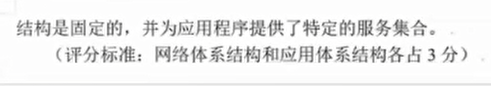 结构是固定的，并为应用程序提供了特定的服务集合。
（评分标准：网络体系结构和应用体系结构各占 3 分）